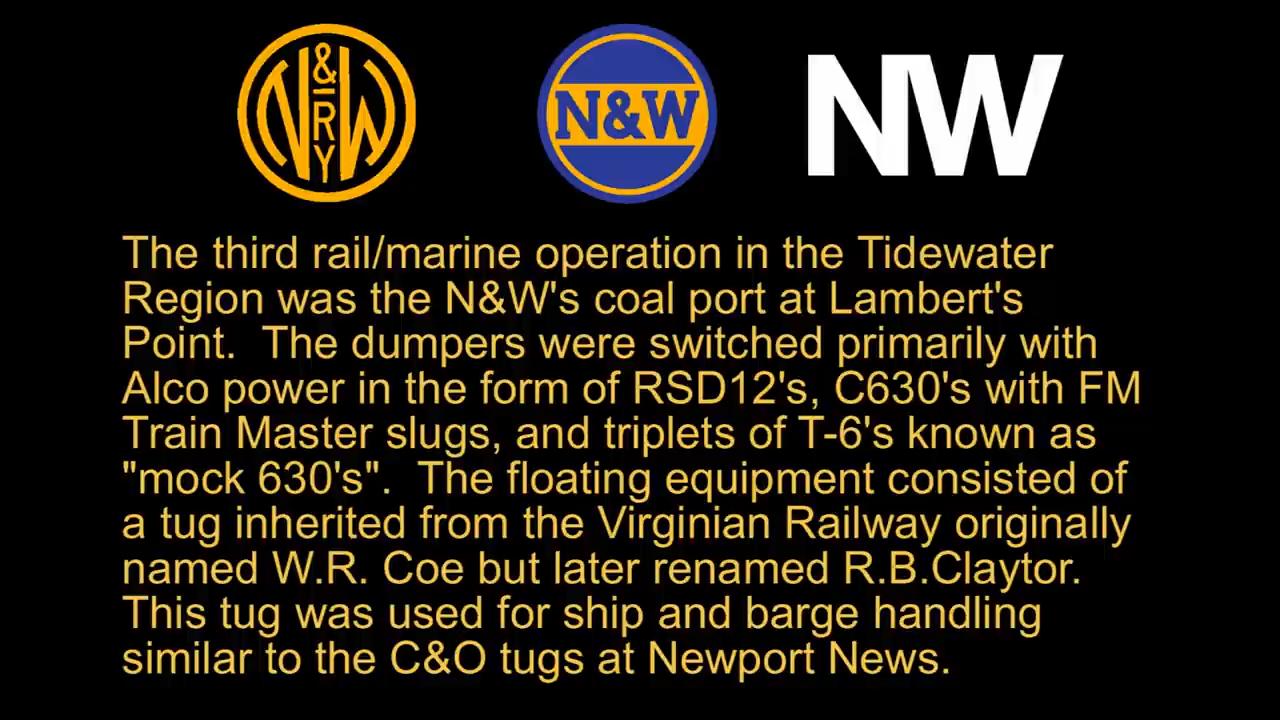 N&W RY
N&W
NW
The third rail/marine operation in the Tidewater
Region was the N&W's coal port at Lambert's
Point.  The dumpers were switched primarily with
Alco power in the form of RSD12's, C630's with FM
Train Master slugs, and triplets of T-6's known as
"mock 630's".  The floating equipment consisted of
a tug inherited from the Virginian Railway originally
named W.R. Coe but later renamed R.B.Claytor.
This tug was used for ship and barge handling
similar to the C&O tugs at Newport News.